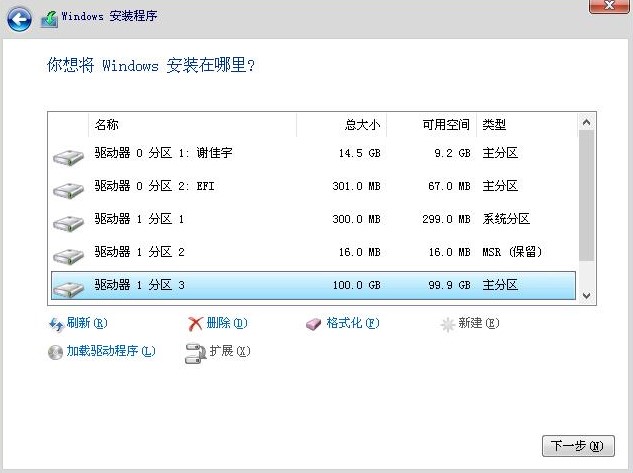 Windows 安装程序
你想将 Windows 安装在哪里?
名称 总大小 可用空间 类型
驱动器 0 分区 1: 谢佳宇 14.5 GB 9.2 GB 主分区
驱动器 0 分区 2: EFI 301.0 MB 67.0 MB 主分区
驱动器 1 分区 1 300.0 MB 299.0 MB 系统分区
驱动器 1 分区 2 16.0 MB 16.0 MB MSR (保留)
驱动器 1 分区 3 100.0 GB 99.9 GB 主分区
刷新(R) 删除(D) 格式化(F) 新建(E)
加载驱动程序(L) 扩展(X)
下一步(N)